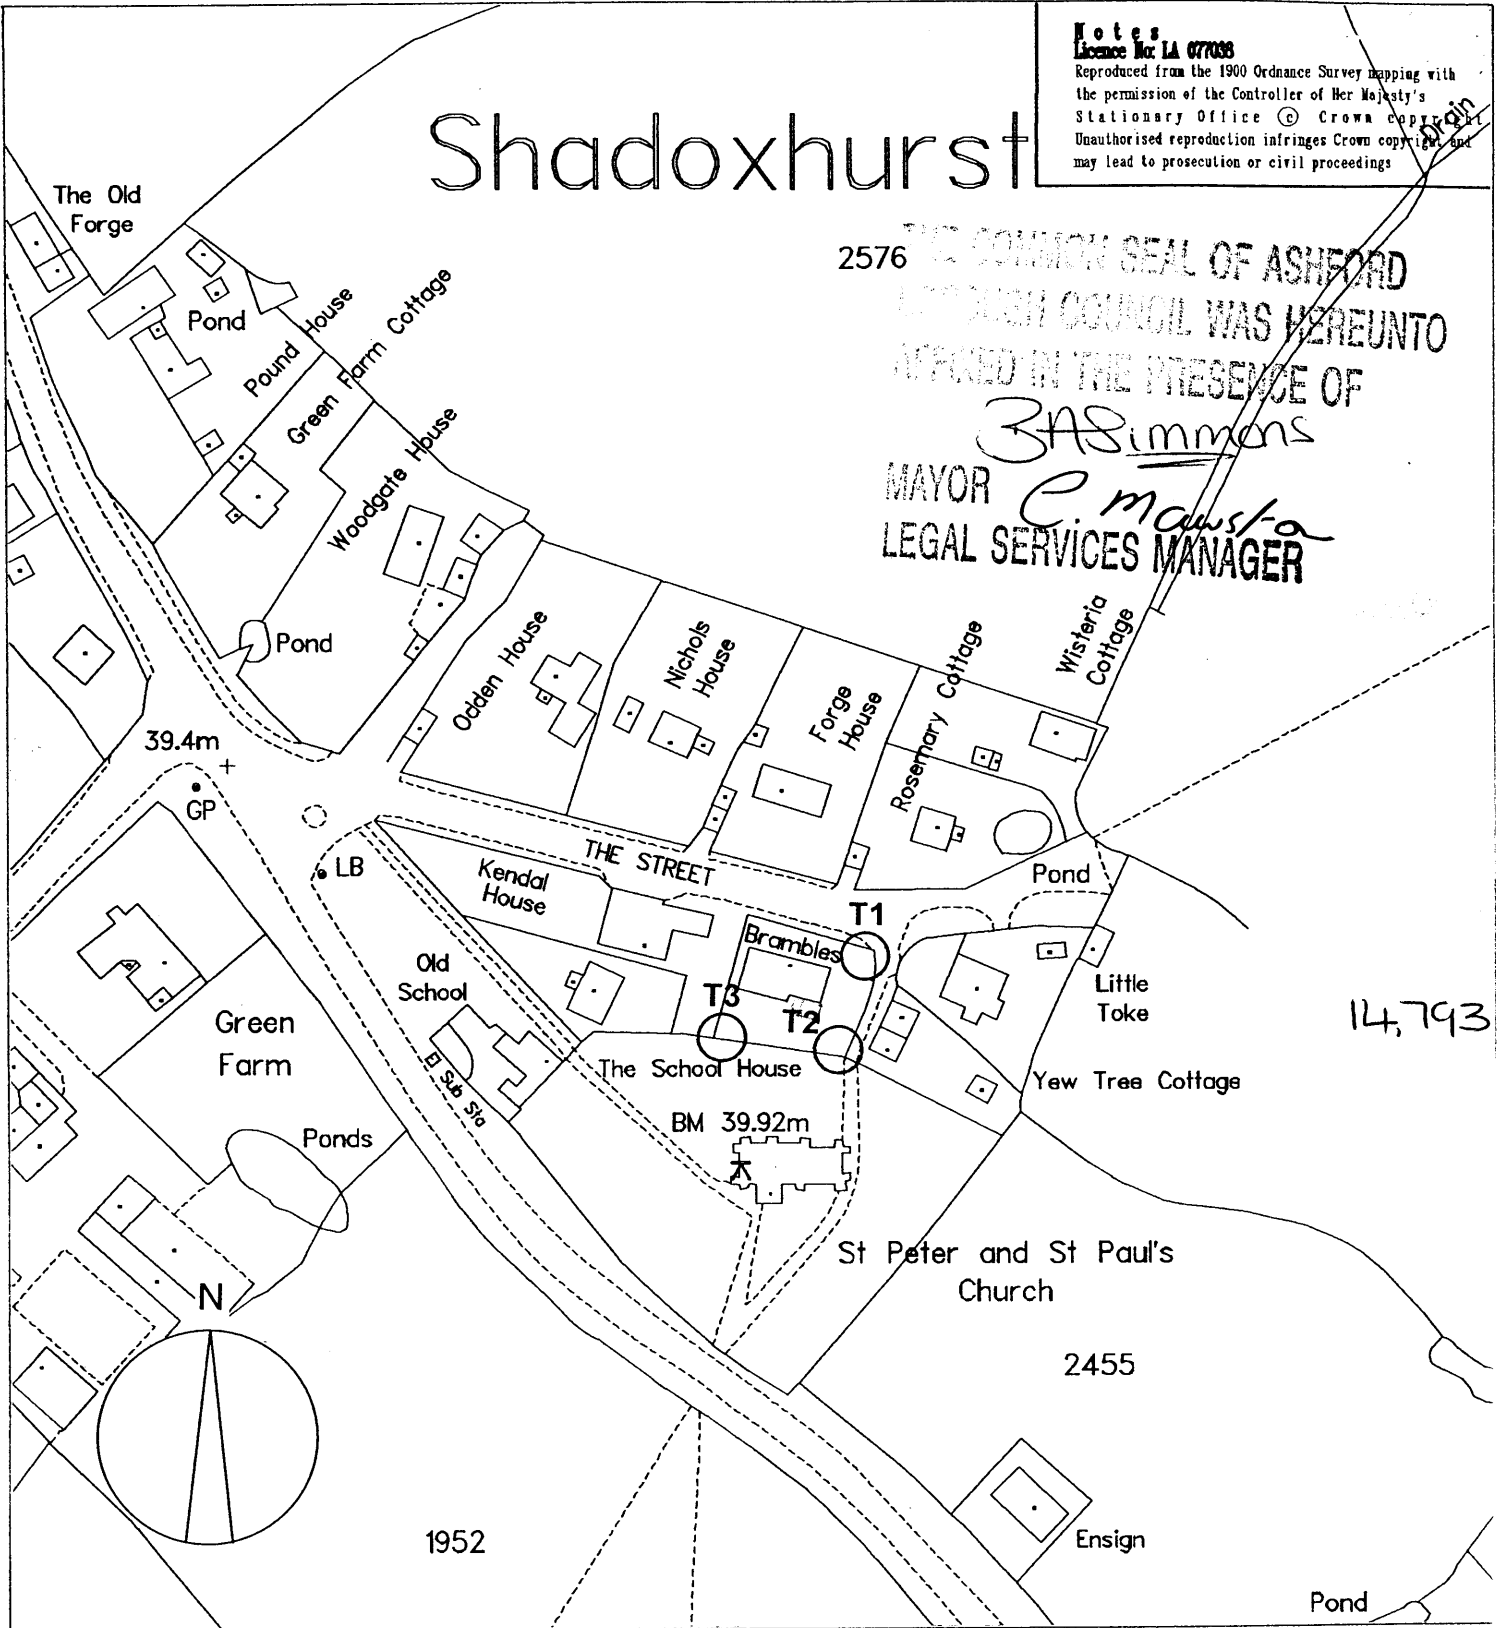 Notes
Licence No: LA 077038
Reproduced from the 1900 Ordnance Survey mapping with
the permission of the Controller of Her Majesty's
Stationary Office © Crown copyright
Unauthorised reproduction infringes Crown copyright and
may lead to prosecution or civil proceedings
Drain
Shadoxhurst
The Old
Forge
2576
THE COMMON SEAL OF ASHFORD
BOROUGH COUNCIL WAS HEREUNTO
AFFIXED IN THE PRESENCE OF
BASimmons
MAYOR
LEGAL SERVICES MANAGER
Pond
Pound House
Green Farm Cottage
Woodgate House
Pond
Odden House
Nichols
House
Forge
House
Rosemary Cottage
Wisteria
Cottage
39.4m
GP
LB
THE STREET
Kendal
House
Pond
T1
Brambles
Old
School
T3
T2
Little
Toke
14,793
Green
Farm
El Sub Sta
The School House
Yew Tree Cottage
BM 39.92m
Ponds
St Peter and St Paul's
Church
N
2455
1952
Ensign
Pond